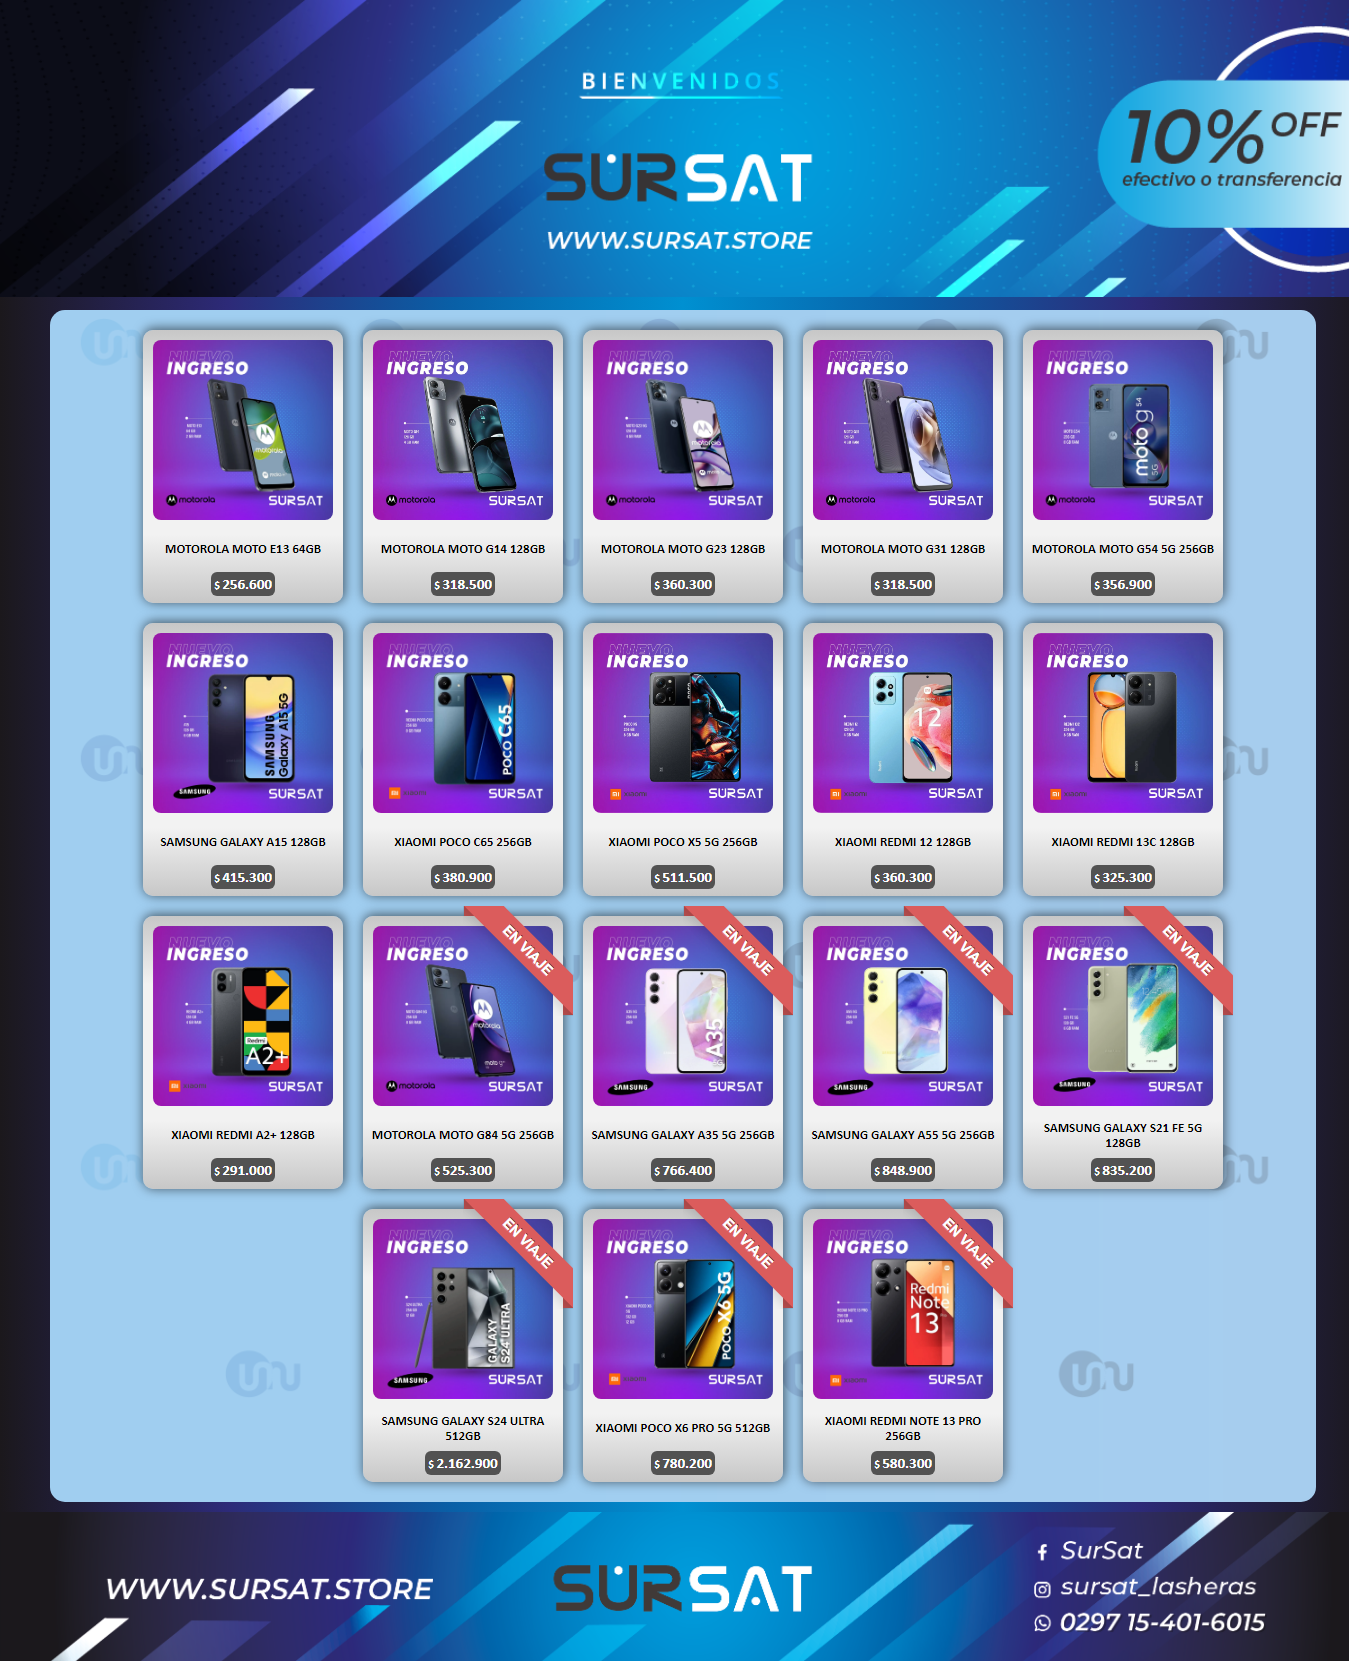 BIENVENIDOS
SURSAT
WWW.SURSAT.STORE
10% OFF
efectivo o transferencia
NUEVO
INGRESO
motorola
motorola
SURSAT
MOTOROLA MOTO E13 64GB
$ 256.600
NUEVO
INGRESO
motorola
SURSAT
MOTOROLA MOTO G14 128GB
$ 318.500
NUEVO
INGRESO
motorola
motorola
SURSAT
MOTOROLA MOTO G23 128GB
$ 360.300
NUEVO
INGRESO
motorola
SURSAT
MOTOROLA MOTO G31 128GB
$ 318.500
NUEVO
INGRESO
moto g54
5G
motorola
SURSAT
MOTOROLA MOTO G54 5G 256GB
$ 356.900
NUEVO
INGRESO
SAMSUNG
Galaxy A15 5G
SAMSUNG
SURSAT
SAMSUNG GALAXY A15 128GB
$ 415.300
NUEVO
INGRESO
POCO C65
SURSAT
XIAOMI POCO C65 256GB
$ 380.900
NUEVO
INGRESO
SURSAT
XIAOMI POCO X5 5G 256GB
$ 511.500
NUEVO
INGRESO
12
SURSAT
XIAOMI REDMI 12 128GB
$ 360.300
NUEVO
INGRESO
SURSAT
XIAOMI REDMI 13C 128GB
$ 325.300
NUEVO
INGRESO
Redmi
A2+
SURSAT
XIAOMI REDMI A2+ 128GB
$ 291.000
EN VIAJE
NUEVO
INGRESO
motorola
motorola
SURSAT
MOTOROLA MOTO G84 5G 256GB
$ 525.300
EN VIAJE
NUEVO
INGRESO
A35
5G
SAMSUNG
SURSAT
SAMSUNG GALAXY A35 5G 256GB
$ 766.400
EN VIAJE
NUEVO
INGRESO
SAMSUNG
SURSAT
SAMSUNG GALAXY A55 5G 256GB
$ 848.900
EN VIAJE
NUEVO
INGRESO
SAMSUNG
SURSAT
SAMSUNG GALAXY S21 FE 5G
128GB
$ 835.200
EN VIAJE
NUEVO
INGRESO
GALAXY
S24 ULTRA
SAMSUNG
SURSAT
SAMSUNG GALAXY S24 ULTRA
512GB
$ 2.162.900
EN VIAJE
NUEVO
INGRESO
POCO X6 5G
SURSAT
XIAOMI POCO X6 PRO 5G 512GB
$ 780.200
EN VIAJE
NUEVO
INGRESO
Redmi
Note
13
SURSAT
XIAOMI REDMI NOTE 13 PRO
256GB
$ 580.300
WWW.SURSAT.STORE
SURSAT
SurSat
sursat_lasheras
0297 15-401-6015